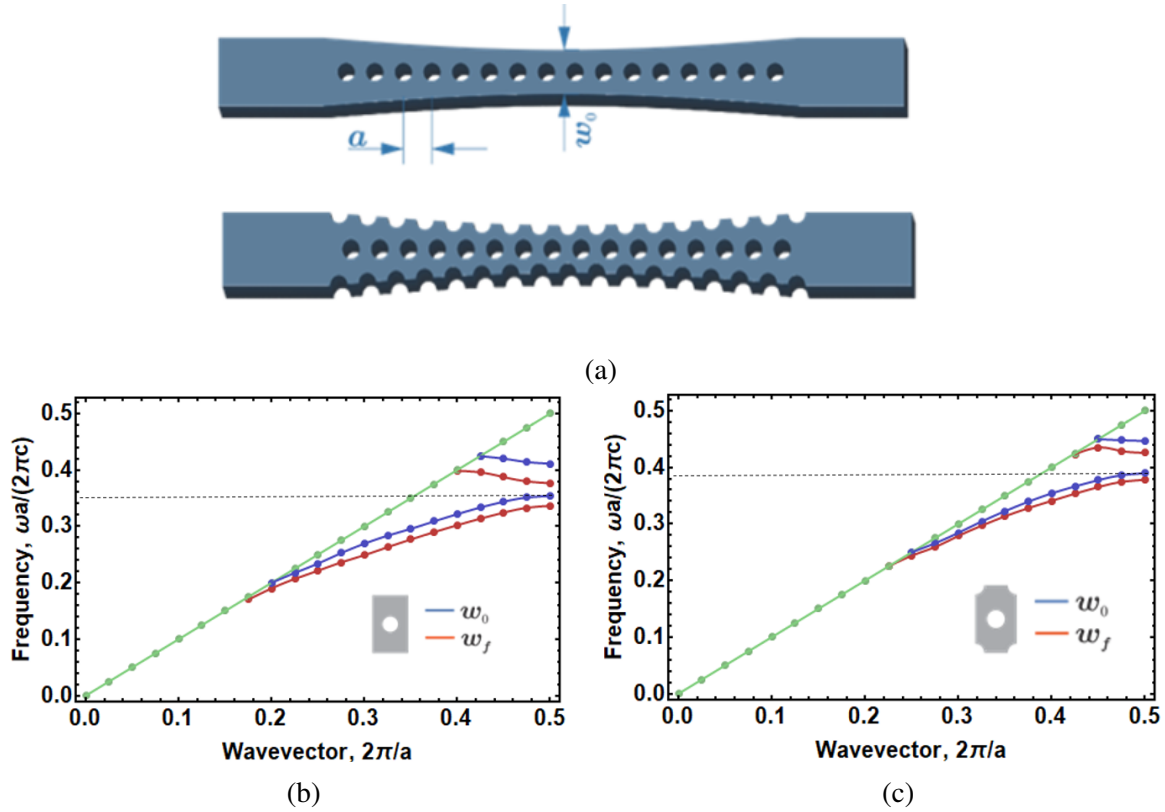 a
w₀
(a)
Frequency, ωa/(2πc)
0.5
0.4
0.3
0.2
0.1
0.0
w₀
w_f
0.0 0.1 0.2 0.3 0.4 0.5
Wavevector, 2π/a
(b)
Frequency, ωa/(2πc)
0.5
0.4
0.3
0.2
0.1
0.0
w₀
w_f
0.0 0.1 0.2 0.3 0.4 0.5
Wavevector, 2π/a
(c)